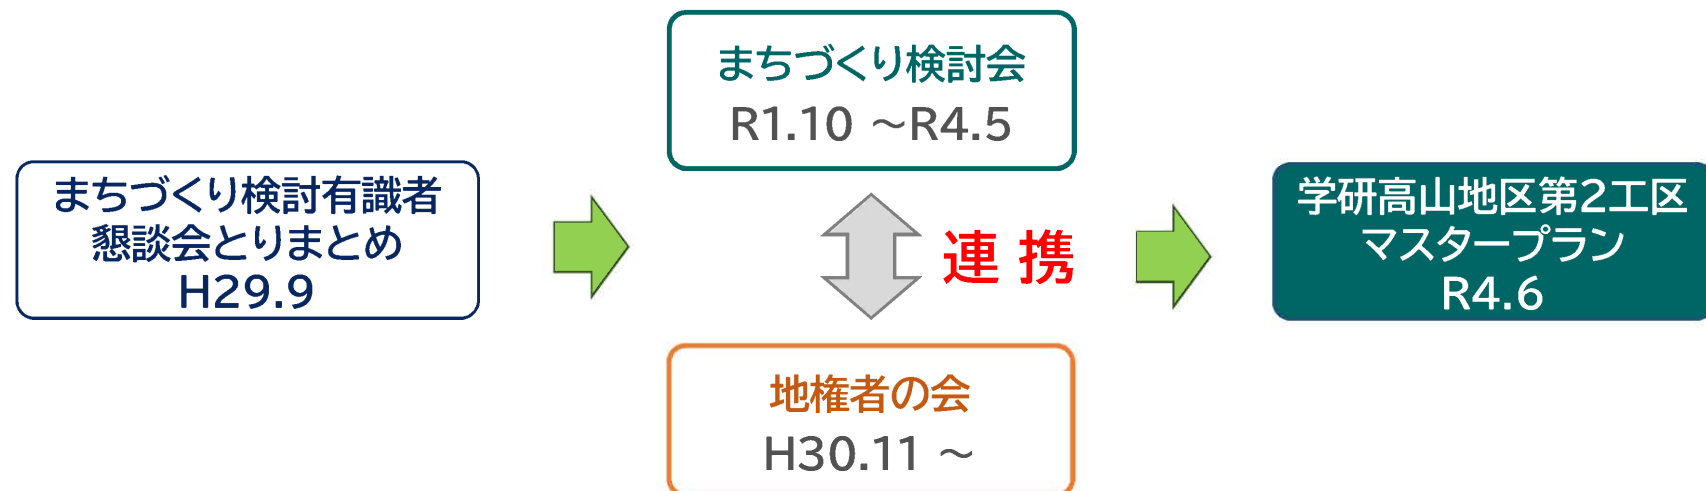 まちづくり検討有識者
懇談会とりまとめ
H29.9
まちづくり検討会
R1.10 ～R4.5
連 携
地権者の会
H30.11 ～
学研高山地区第2工区
マスタープラン
R4.6